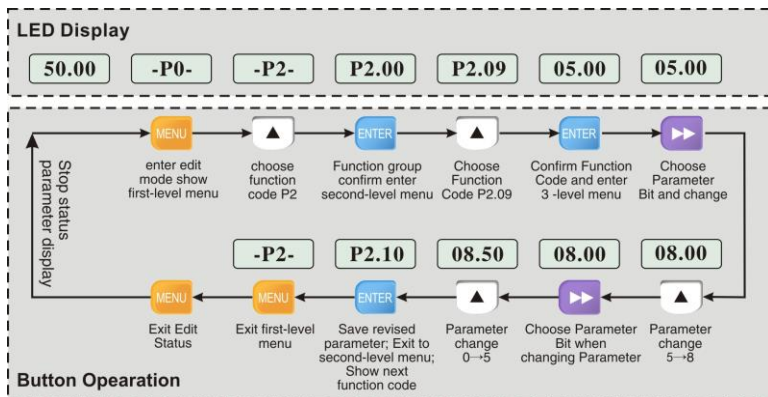 LED Display
50.00 -P0- -P2- P2.00 P2.09 05.00 05.00
Stop status
parameter display
MENU ENTER ENTER
enter edit
mode show
first-level menu
choose
function
code P2
Function group
confirm enter
second-level menu
Choose
Function
Code P2.09
Confirm Function
Code and enter
3 -level menu
Choose
Parameter
Bit and change
-P2- P2.10 08.50 08.00 08.00
MENU MENU ENTER
Exit Edit
Status
Exit first-level
menu
Save revised
parameter; Exit to
second-level menu;
Show next
function code
Parameter
change
0→5
Choose Parameter
Bit when
changing Parameter
Parameter
change
5→8
Button Opearation